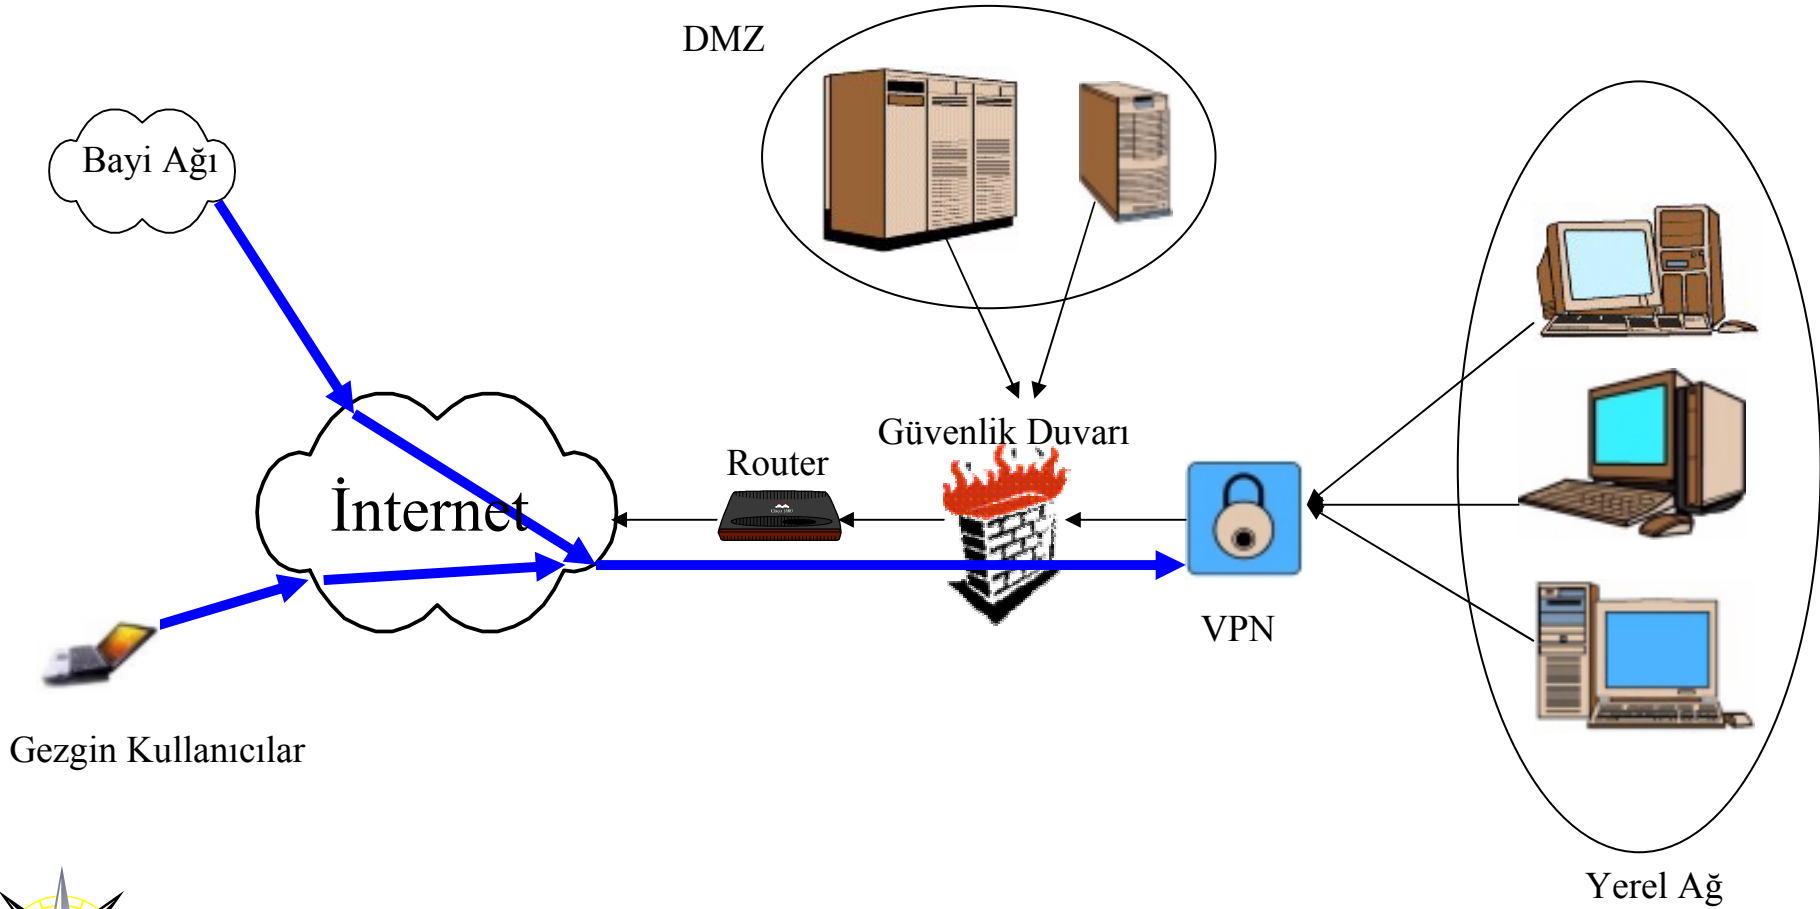 DMZ
Bayi Ağı
Güvenlik Duvarı
Router
İnternet
VPN
Gezgin Kullanıcılar
Yerel Ağ